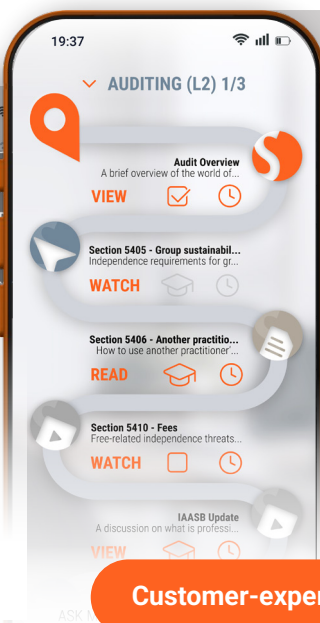 19:37
AUDITING (L2) 1/3
Audit Overview
A brief overview of the world of...
VIEW
Section 5405 - Group sustainabil...
Independence requirements for gr...
WATCH
Section 5406 - Another practitio...
How to use another practitioner'...
READ
Section 5410 - Fees
Free-related independence threats...
WATCH
IAASB Update
A discussion on what is professi...
VIEW
ASK M
Customer-exper